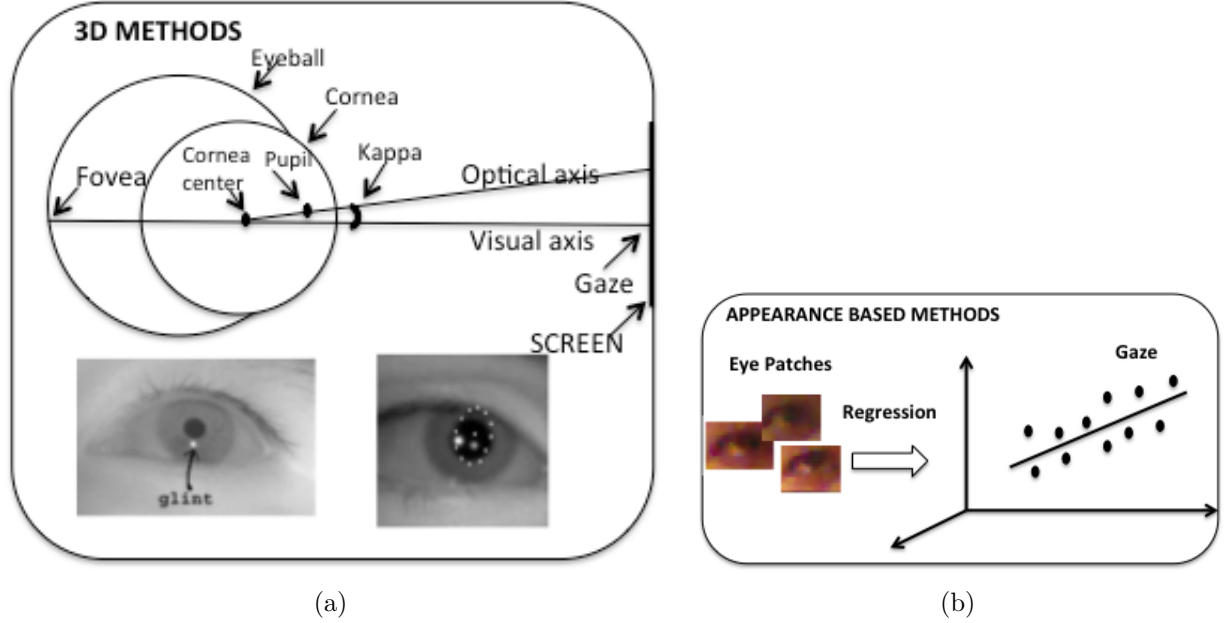 3D METHODS
Eyeball
Cornea
Cornea
center
Pupil
Kappa
Fovea
Optical axis
Visual axis
Gaze
SCREEN
glint
(a)
APPEARANCE BASED METHODS
Eye Patches
Regression
Gaze
(b)